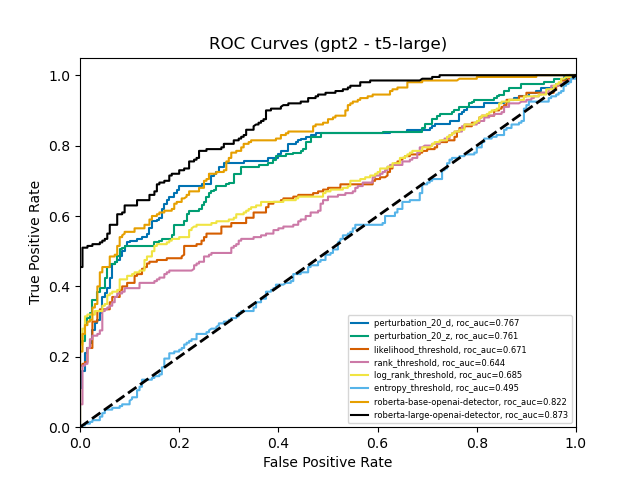 ROC Curves (gpt2 - t5-large)
True Positive Rate
1.0
0.8
0.6
0.4
0.2
0.0
perturbation_20_d, roc_auc=0.767
perturbation_20_z, roc_auc=0.761
likelihood_threshold, roc_auc=0.671
rank_threshold, roc_auc=0.644
log_rank_threshold, roc_auc=0.685
entropy_threshold, roc_auc=0.495
roberta-base-openai-detector, roc_auc=0.822
roberta-large-openai-detector, roc_auc=0.873
0.0 0.2 0.4 0.6 0.8 1.0
False Positive Rate